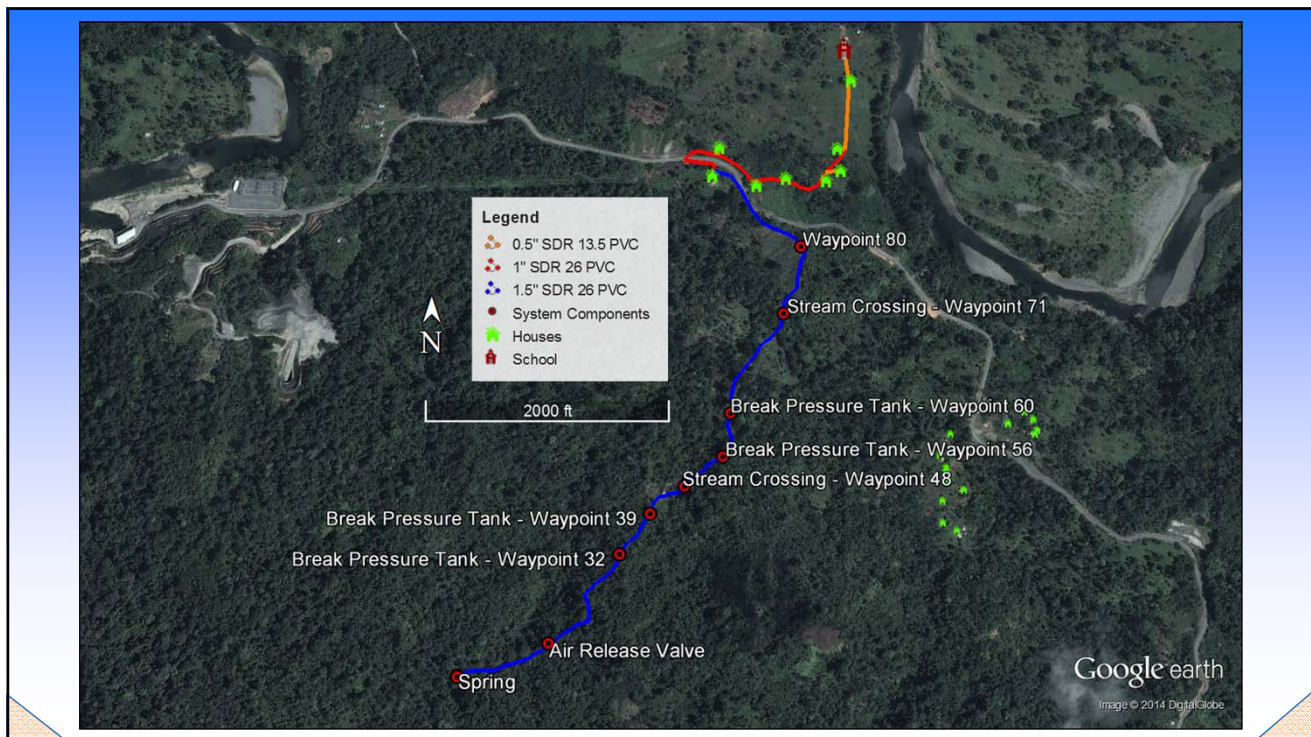 Legend
0.5" SDR 13.5 PVC
1" SDR 26 PVC
1.5" SDR 26 PVC
System Components
Houses
School
N
2000 ft
Waypoint 80
Stream Crossing - Waypoint 71
Break Pressure Tank - Waypoint 60
Break Pressure Tank - Waypoint 56
Stream Crossing - Waypoint 48
Break Pressure Tank - Waypoint 39
Break Pressure Tank - Waypoint 32
Air Release Valve
Spring
Google earth
Image © 2014 DigitalGlobe